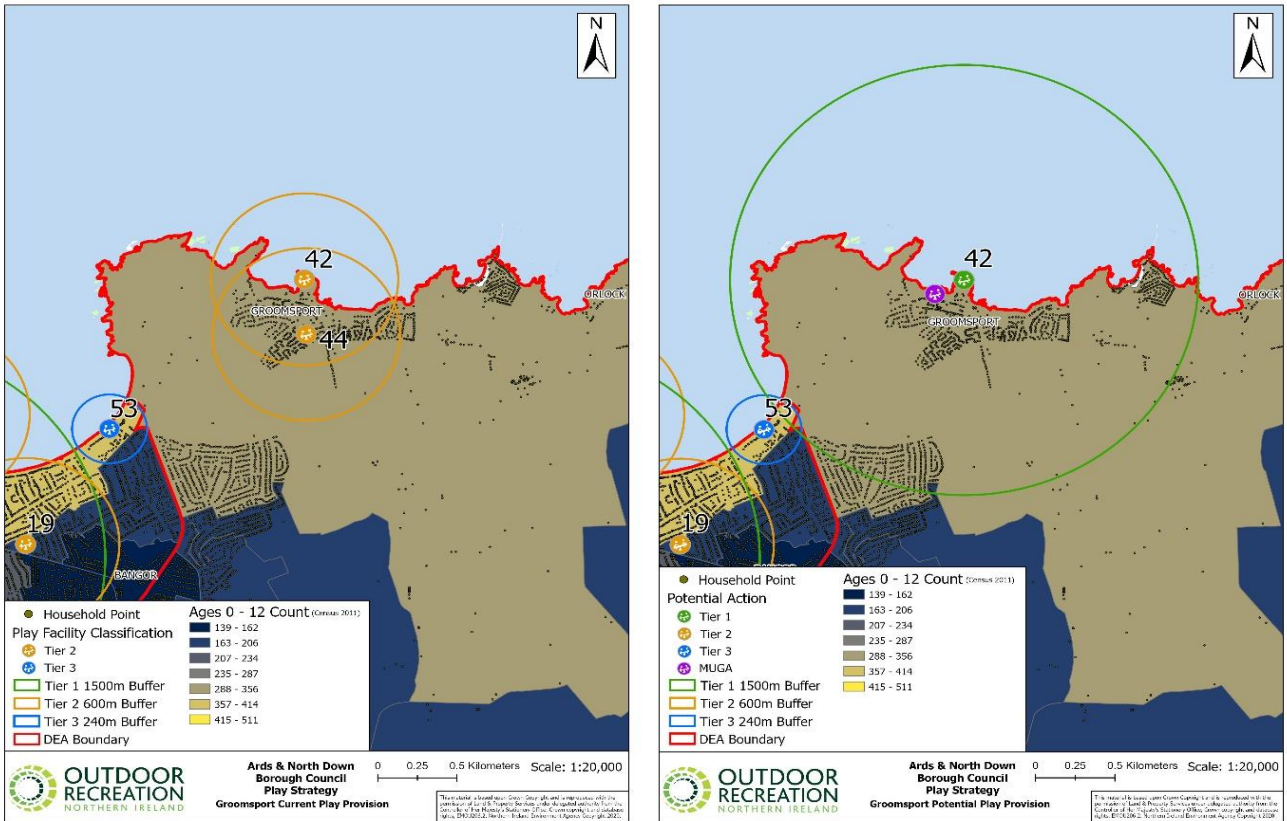 N
42
GROOMSPORT
44
ORLOCK
53
19
BANGOR
Household Point
Play Facility Classification
Tier 2
Tier 3
Tier 1 1500m Buffer
Tier 2 600m Buffer
Tier 3 240m Buffer
DEA Boundary
Ages 0 - 12 Count (Census 2011)
139 - 162
163 - 206
207 - 234
235 - 287
288 - 356
357 - 414
415 - 511
OUTDOOR
RECREATION
NORTHERN IRELAND
Ards & North Down
Borough Council
Play Strategy
Groomsport Current Play Provision
0 0.25 0.5 Kilometers
Scale: 1:20,000
N
42
GROOMSPORT
ORLOCK
53
19
Household Point
Potential Action
Tier 1
Tier 2
Tier 3
MUGA
Tier 1 1500m Buffer
Tier 2 600m Buffer
Tier 3 240m Buffer
DEA Boundary
Ages 0 - 12 Count (Census 2011)
139 - 162
163 - 206
207 - 234
235 - 287
288 - 356
357 - 414
415 - 511
OUTDOOR
RECREATION
NORTHERN IRELAND
Ards & North Down
Borough Council
Play Strategy
Groomsport Potential Play Provision
0 0.25 0.5 Kilometers
Scale: 1:20,000